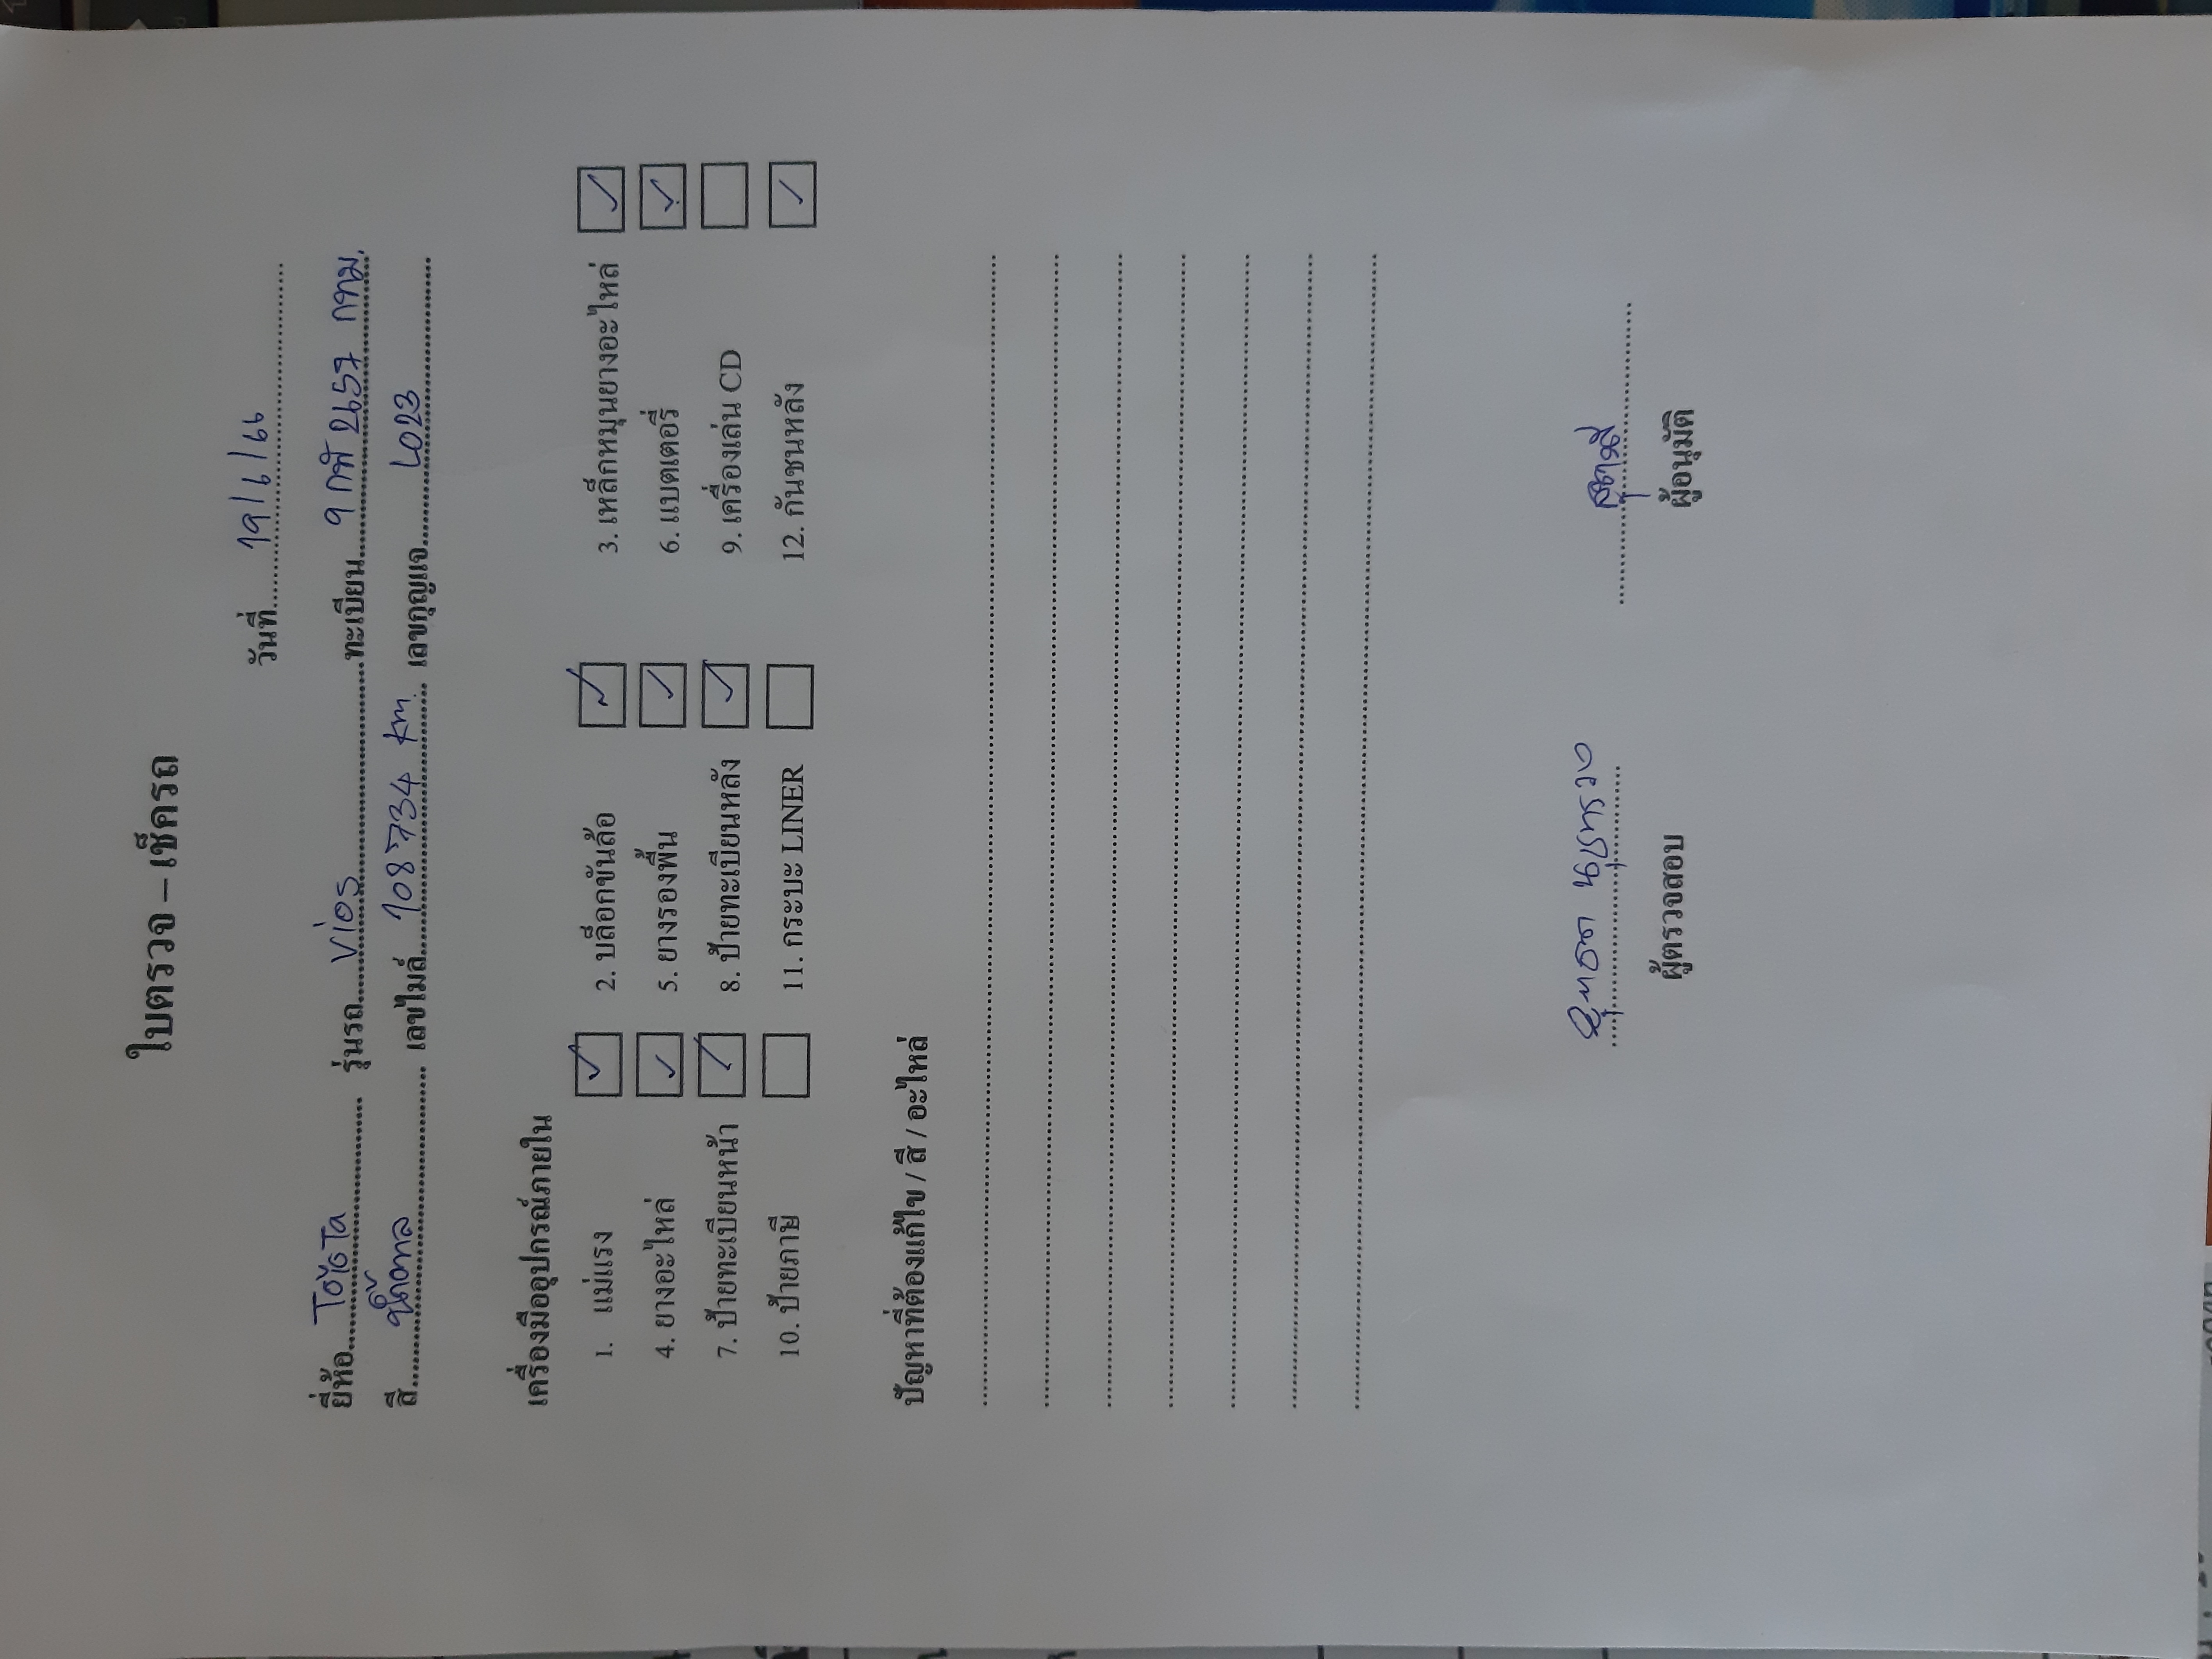 ใบตรวจ – เช็ครถ
วันที่ 19/6/66
ยี่ห้อ ToYoTa รุ่นรถ Vios ทะเบียน 9 กฬ 2657 กทม.
สี น้ำตาล เลขไมล์ 108734 km. เลขกุญแจ 6023
เครื่องมืออุปกรณ์ภายใน
1. แม่แรง ✓ 2. บล็อกขันล้อ ✓ 3. เหล็กหมุนยางอะไหล่ ✓
4. ยางอะไหล่ ✓ 5. ยางรองพื้น ✓ 6. แบตเตอรี่ ✓
7. ป้ายทะเบียนหน้า ✓ 8. ป้ายทะเบียนหลัง ✓ 9. เครื่องเล่น CD
10. ป้ายภาษี 11. กระบะ LINER 12. กันชนหลัง ✓
ปัญหาที่ต้องแก้ไข / สี / อะไหล่
ผู้ตรวจสอบ ผู้อนุมัติ